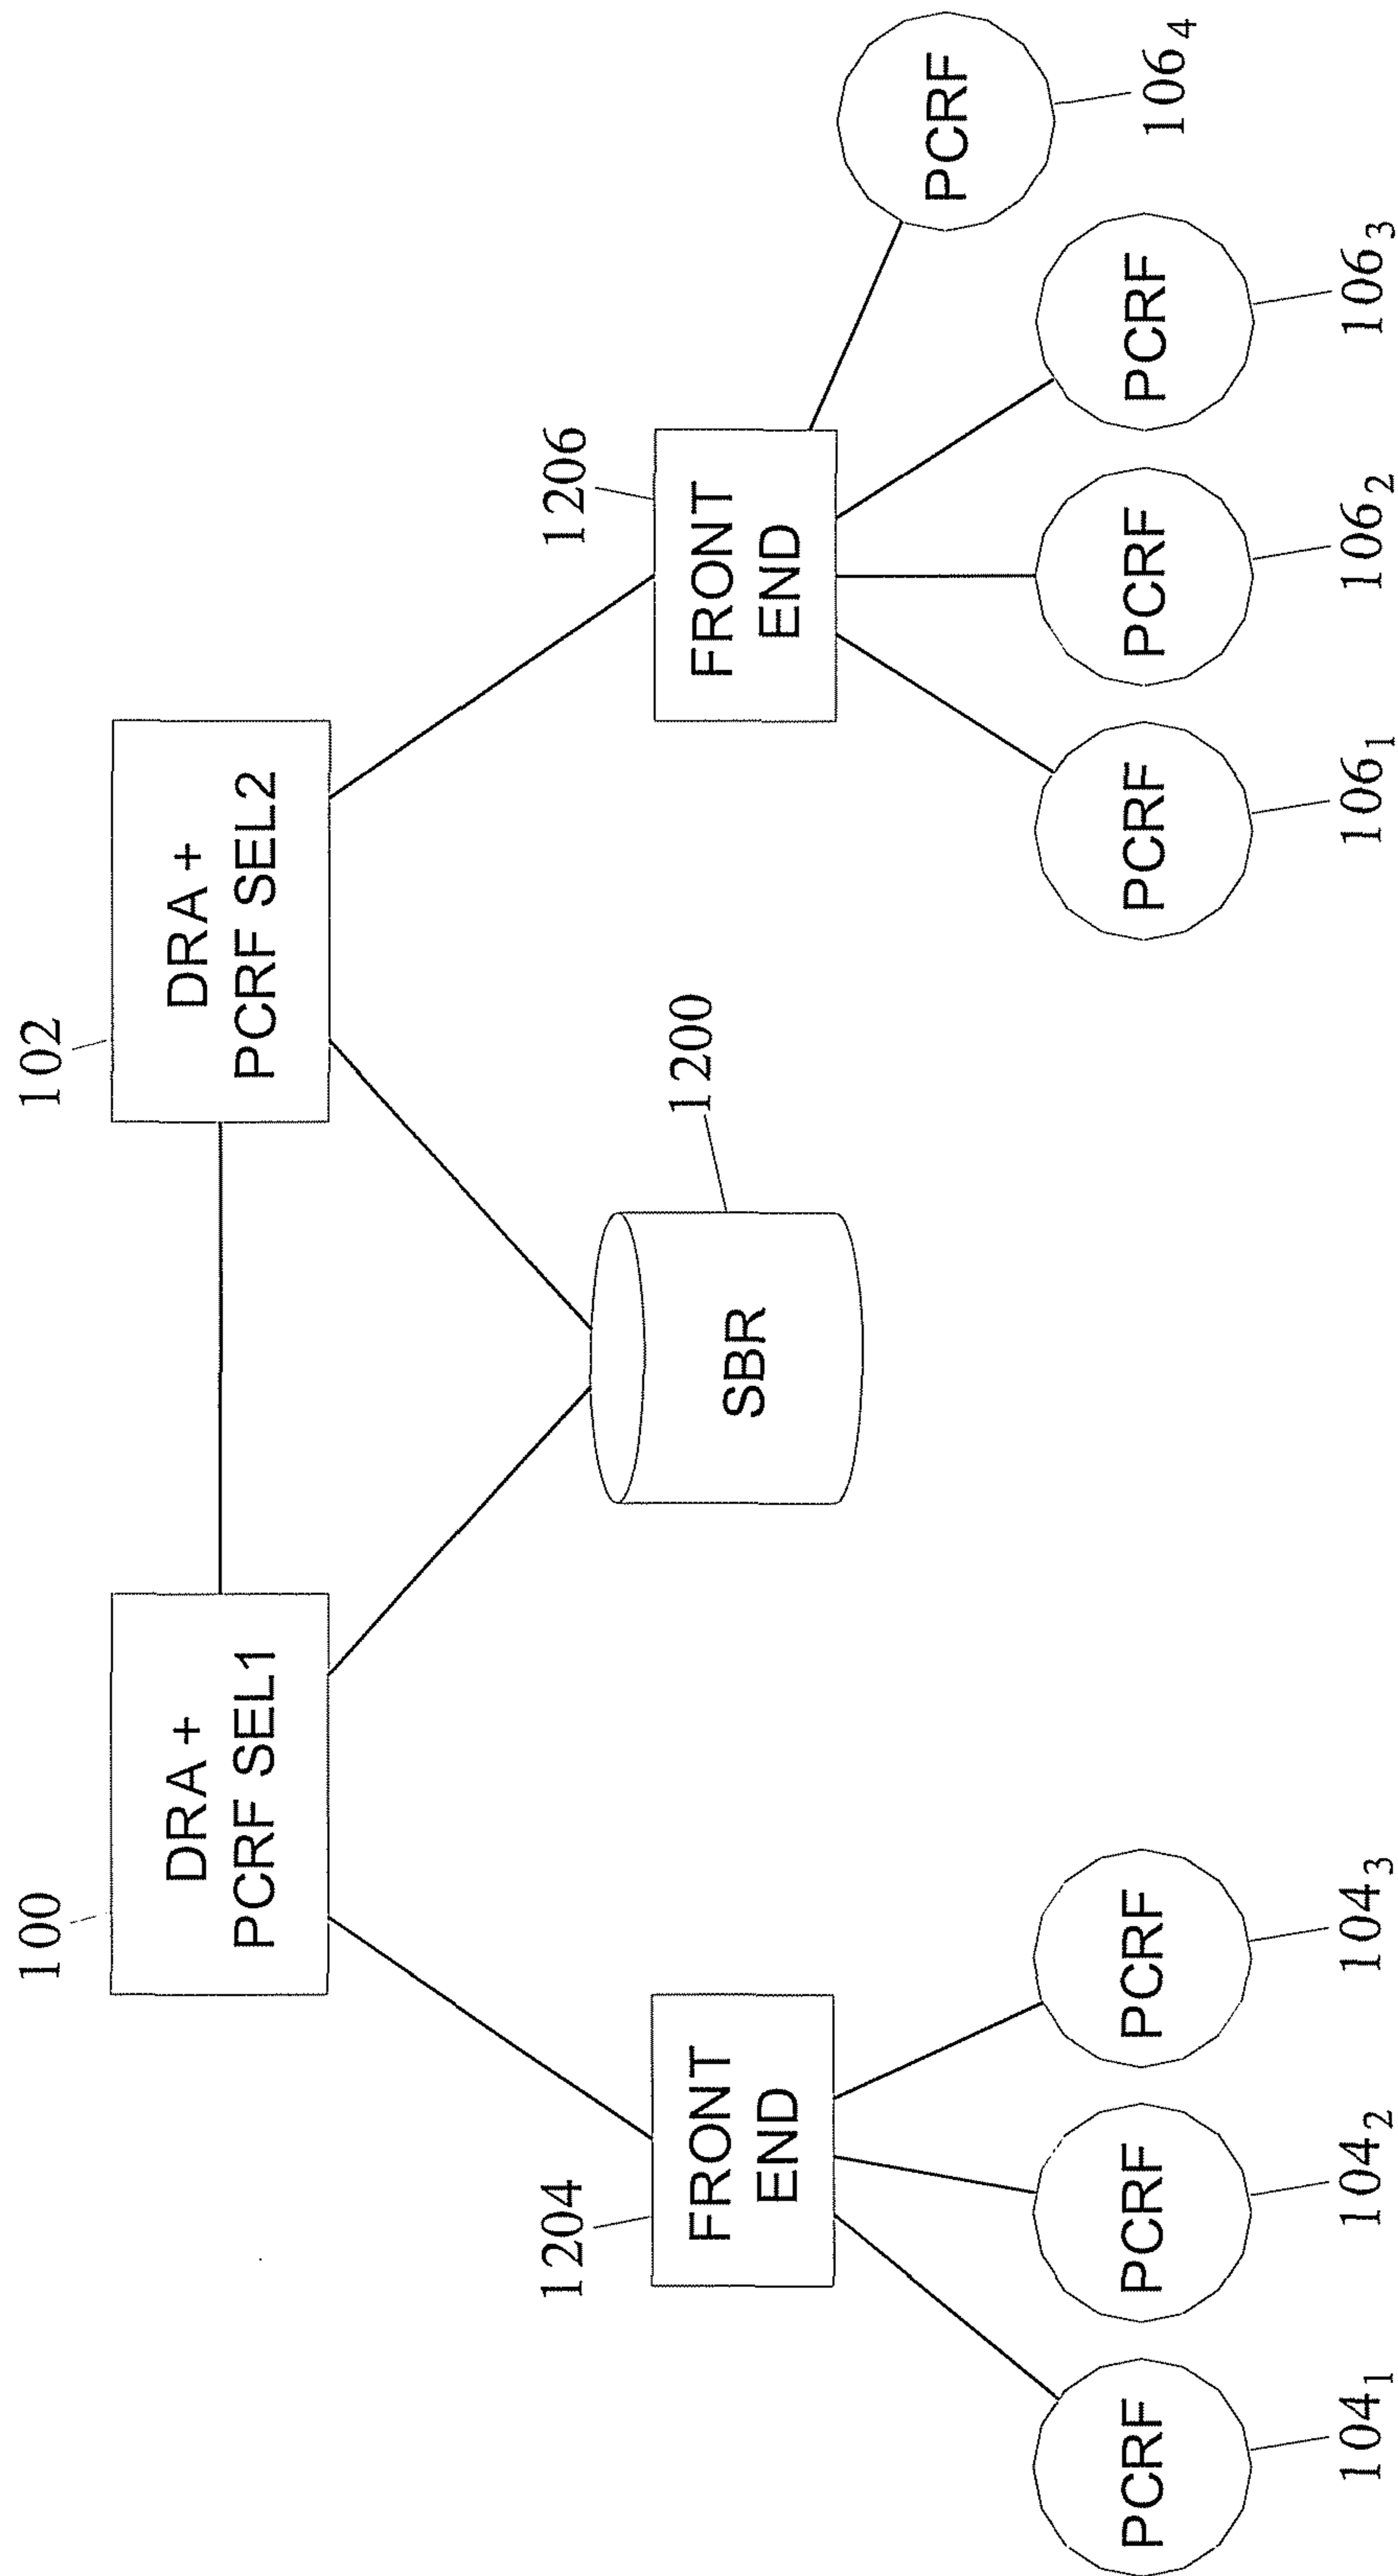 100
DRA +
PCRF SEL1
102
DRA +
PCRF SEL2
1204
FRONT
END
SBR
1200
1206
FRONT
END
PCRF
104₁
PCRF
104₂
PCRF
104₃
PCRF
106₁
PCRF
106₂
PCRF
106₃
PCRF
106₄